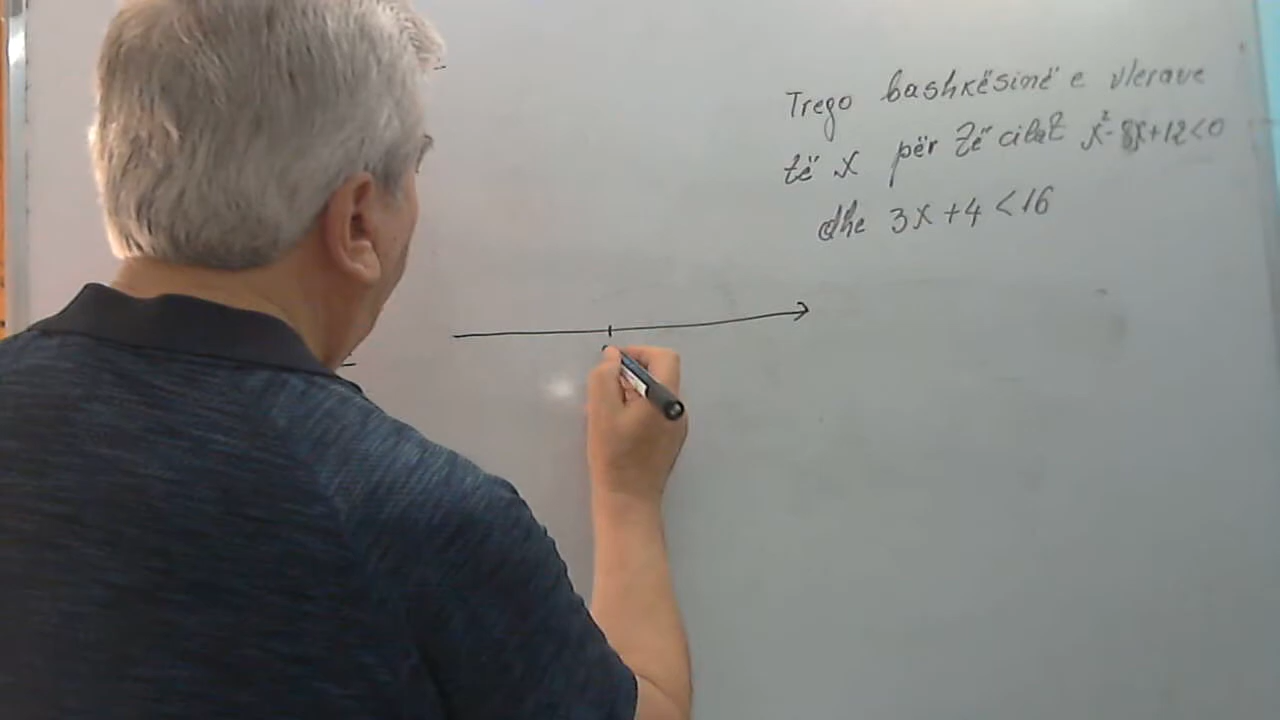 Trego bashkësinë e vlerave
të x për të cilat x²-8x+12<0
dhe 3x+4<16